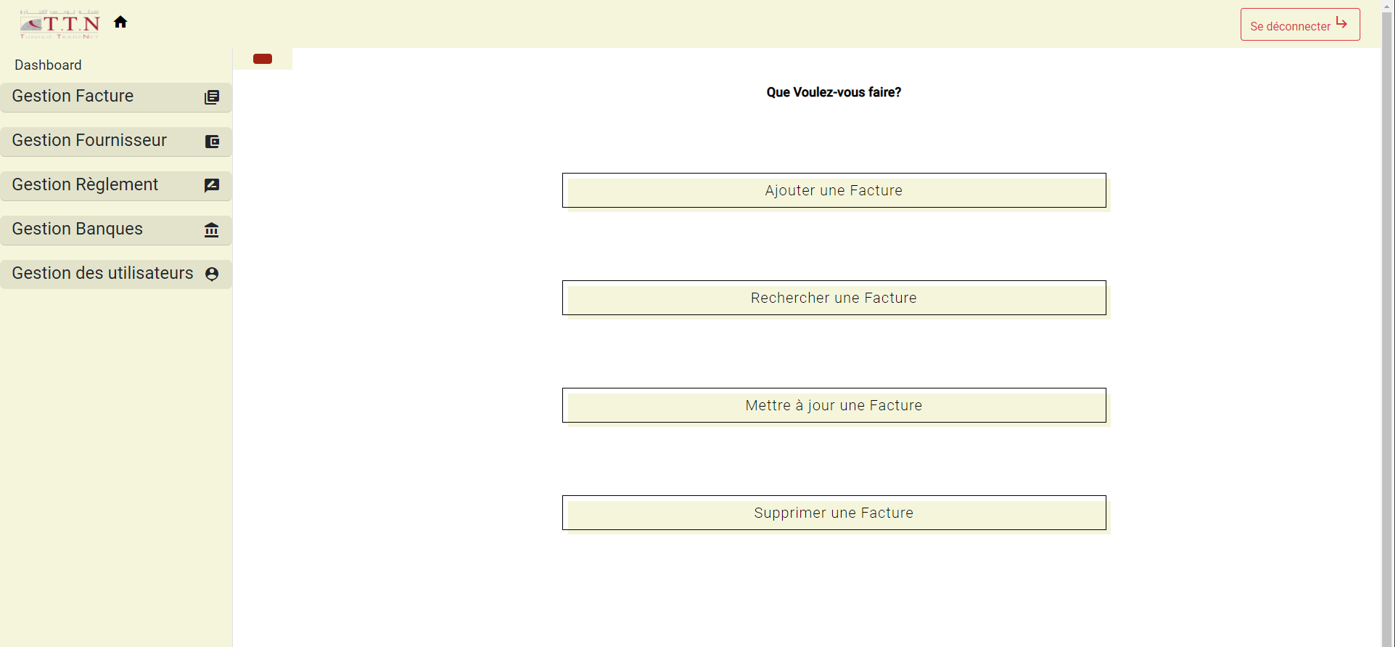 T.T.N
Se déconnecter
Dashboard
Gestion Facture
Gestion Fournisseur
Gestion Règlement
Gestion Banques
Gestion des utilisateurs
Que Voulez-vous faire?
Ajouter une Facture
Rechercher une Facture
Mettre à jour une Facture
Supprimer une Facture